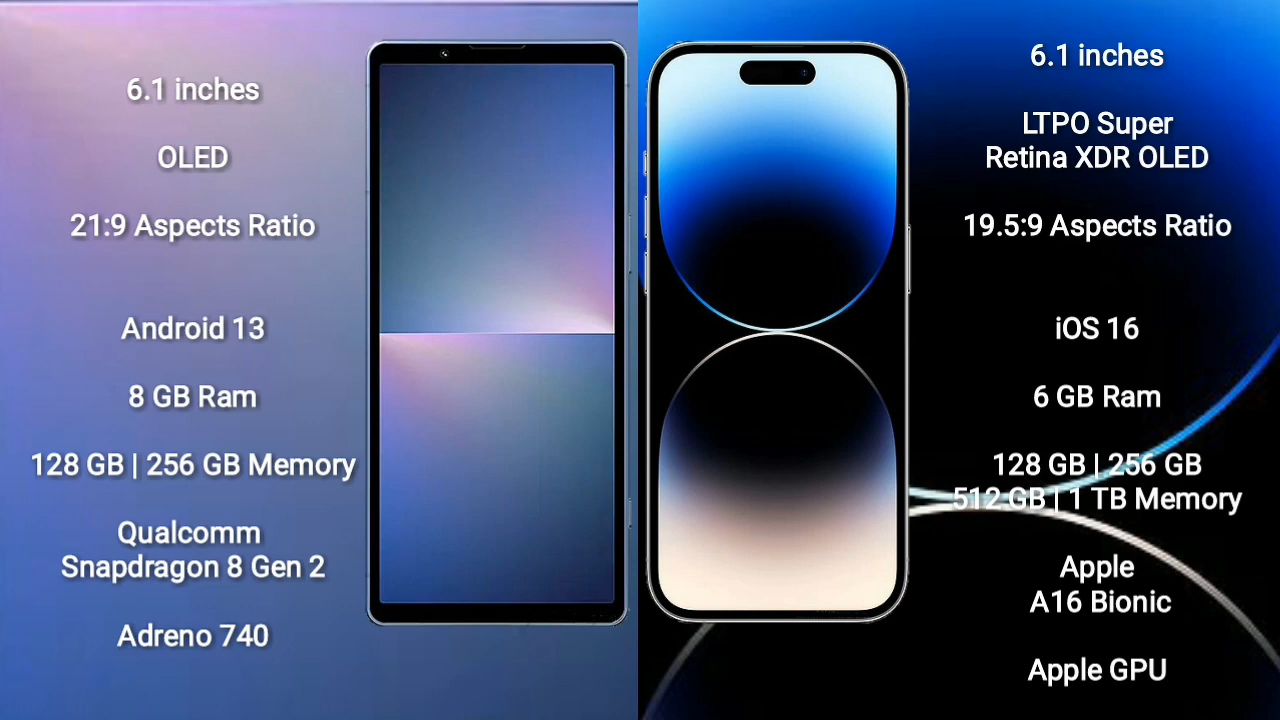 6.1 inches
OLED
21:9 Aspects Ratio
Android 13
8 GB Ram
128 GB | 256 GB Memory
Qualcomm
Snapdragon 8 Gen 2
Adreno 740
6.1 inches
LTPO Super
Retina XDR OLED
19.5:9 Aspects Ratio
iOS 16
6 GB Ram
128 GB | 256 GB
512 GB | 1 TB Memory
Apple
A16 Bionic
Apple GPU